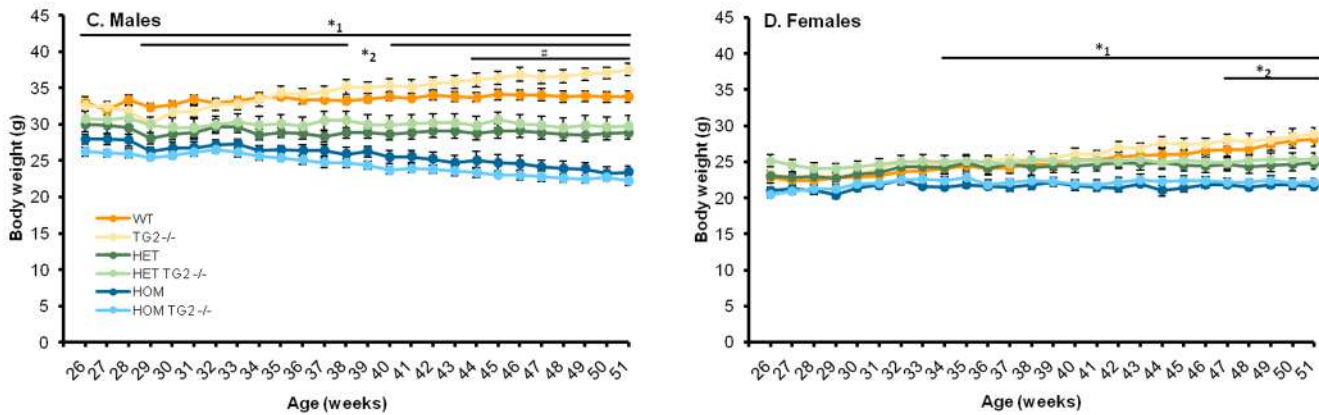 C. Males
*1
*2
#
45
40
35
30
25
20
15
10
5
0
Body weight (g)
WT
TG2 -/-
HET
HET TG2 -/-
HOM
HOM TG2 -/-
26 27 28 29 30 31 32 33 34 35 36 37 38 39 40 41 42 43 44 45 46 47 48 49 50 51
Age (weeks)
D. Females
*1
*2
45
40
35
30
25
20
15
10
5
0
Body weight (g)
26 27 28 29 30 31 32 33 34 35 36 37 38 39 40 41 42 43 44 45 46 47 48 49 50 51
Age (weeks)